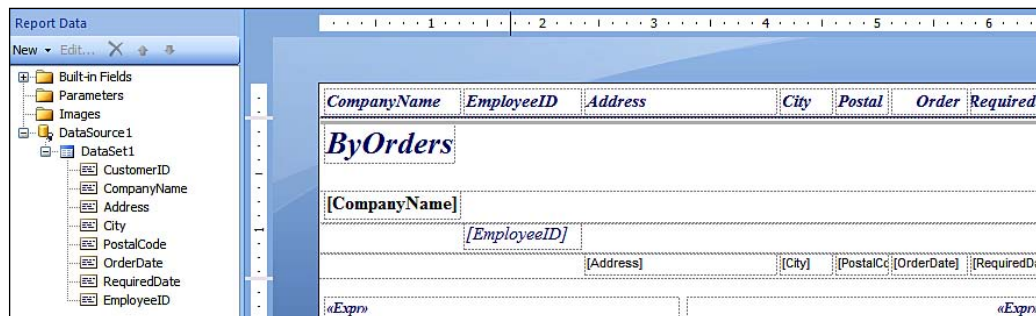 Report Data
New Edit...
Built-in Fields
Parameters
Images
DataSource1
DataSet1
CustomerID
CompanyName
Address
City
PostalCode
OrderDate
RequiredDate
EmployeeID
1 2 3 4 5 6
1
CompanyName EmployeeID Address City Postal Order Required
ByOrders
[CompanyName]
[EmployeeID]
[Address] [City] [PostalCo [OrderDate] [RequiredDa
«Expr» «Expr»